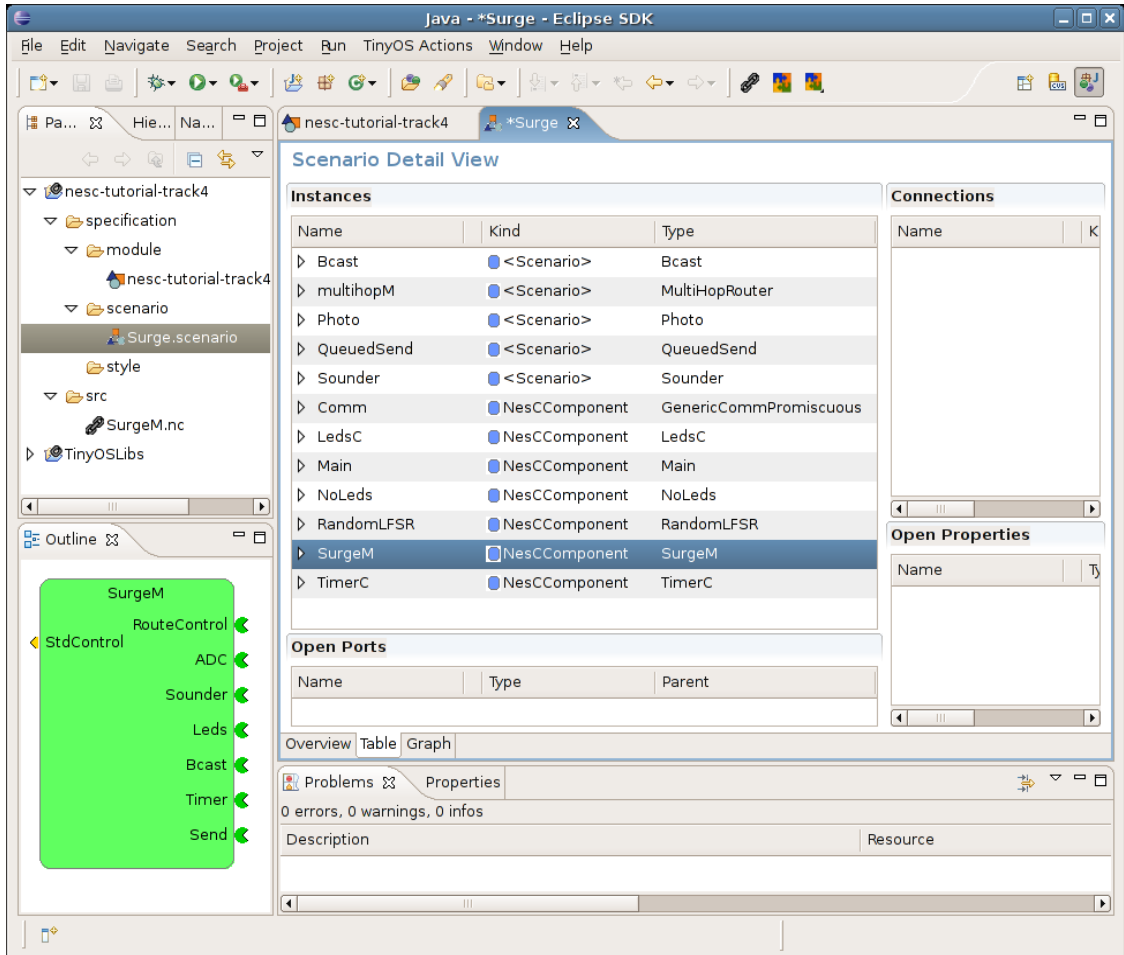 Java - *Surge - Eclipse SDK
File Edit Navigate Search Project Run TinyOS Actions Window Help
Pa... Hie... Na...
nesc-tutorial-track4
specification
module
nesc-tutorial-track4
scenario
Surge.scenario
style
src
SurgeM.nc
TinyOSLibs
Outline
SurgeM
RouteControl
StdControl
ADC
Sounder
Leds
Bcast
Timer
Send
nesc-tutorial-track4 *Surge
Scenario Detail View
Instances
Name Kind Type
Bcast <Scenario> Bcast
multihopM <Scenario> MultiHopRouter
Photo <Scenario> Photo
QueuedSend <Scenario> QueuedSend
Sounder <Scenario> Sounder
Comm NesCComponent GenericCommPromiscuous
LedsC NesCComponent LedsC
Main NesCComponent Main
NoLeds NesCComponent NoLeds
RandomLFSR NesCComponent RandomLFSR
SurgeM NesCComponent SurgeM
TimerC NesCComponent TimerC
Open Ports
Name Type Parent
Overview Table Graph
Connections
Name K
Open Properties
Name Ty
Problems Properties
0 errors, 0 warnings, 0 infos
Description Resource